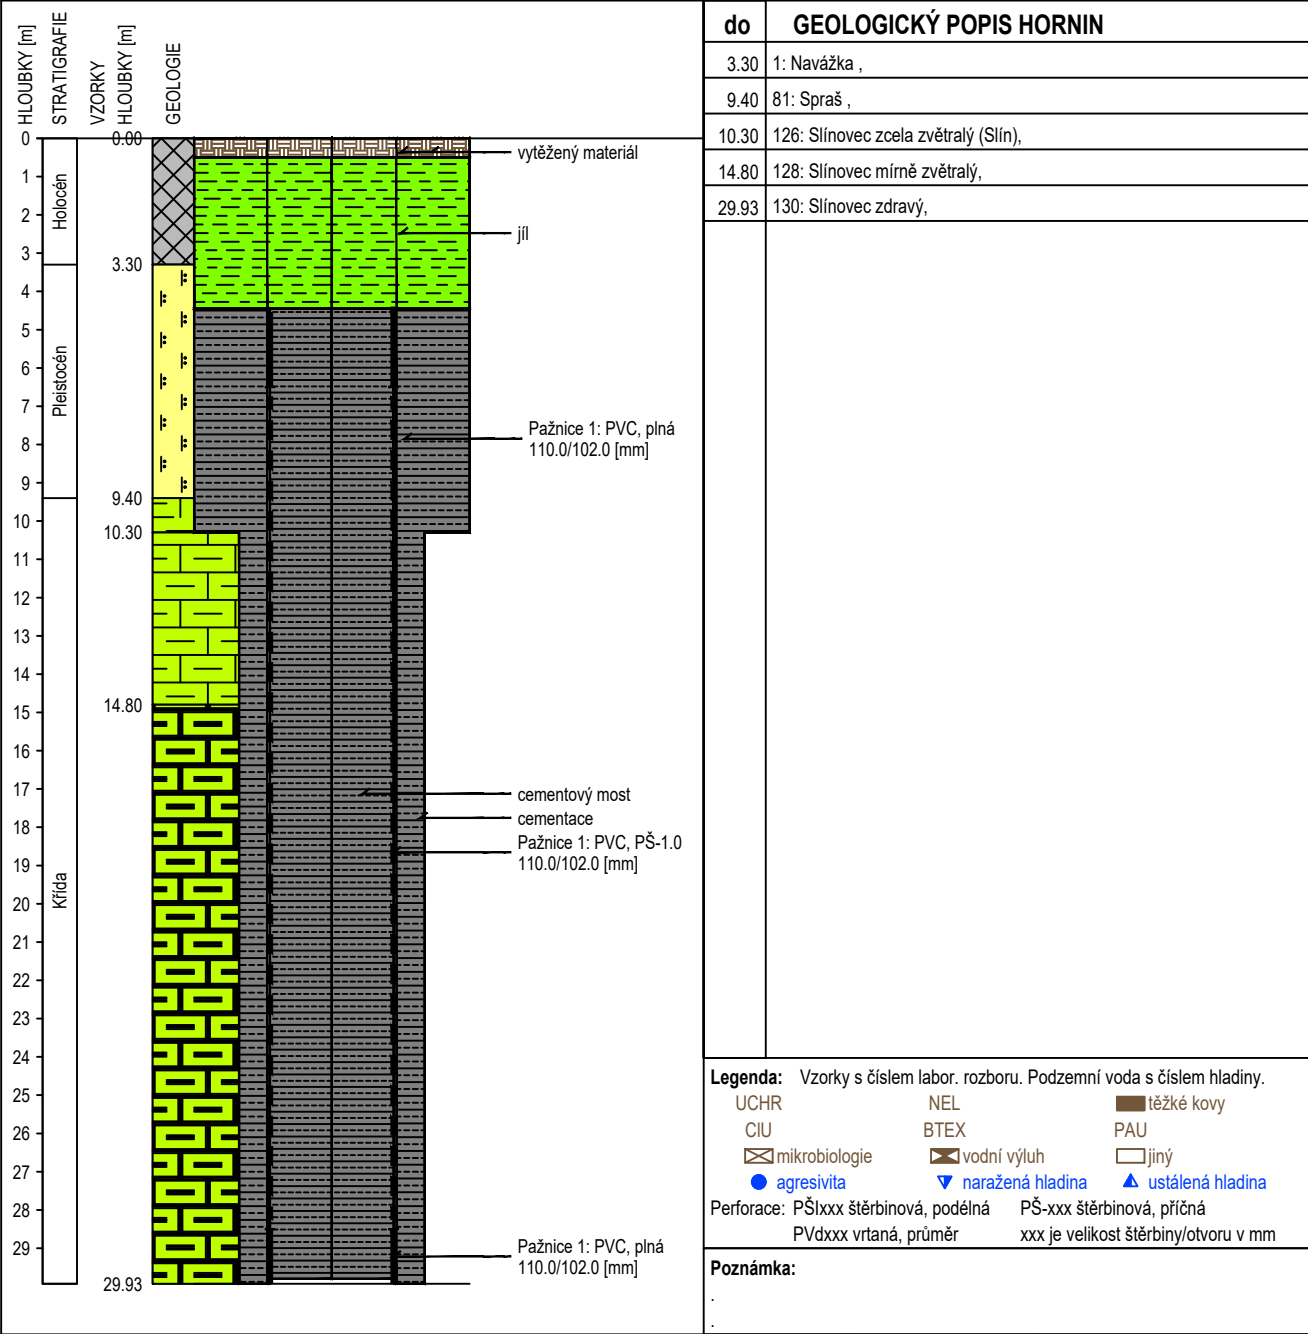 HLOUBKY [m]
STRATIGRAFIE
VZORKY
HLOUBKY [m]
GEOLOGIE
0
1
2
3
4
5
6
7
8
9
10
11
12
13
14
15
16
17
18
19
20
21
22
23
24
25
26
27
28
29
Holocén
Pleistocén
Křída
0.00
3.30
9.40
10.30
14.80
29.93
vytěžený materiál
jíl
Pažnice 1: PVC, plná
110.0/102.0 [mm]
cementový most
cementace
Pažnice 1: PVC, PŠ-1.0
110.0/102.0 [mm]
Pažnice 1: PVC, plná
110.0/102.0 [mm]
do GEOLOGICKÝ POPIS HORNIN
3.30 1: Navážka ,
9.40 81: Spraš ,
10.30 126: Slínovec zcela zvětralý (Slín),
14.80 128: Slínovec mírně zvětralý,
29.93 130: Slínovec zdravý,
Legenda: Vzorky s číslem labor. rozboru. Podzemní voda s číslem hladiny.
UCHR NEL těžké kovy
CIU BTEX PAU
mikrobiologie vodní výluh jiný
agresivita naražená hladina ustálená hladina
Perforace: PŠIxxx štěrbinová, podélná PŠ-xxx štěrbinová, příčná
PVdxxx vrtaná, průměr xxx je velikost štěrbiny/otvoru v mm
Poznámka:
.
.